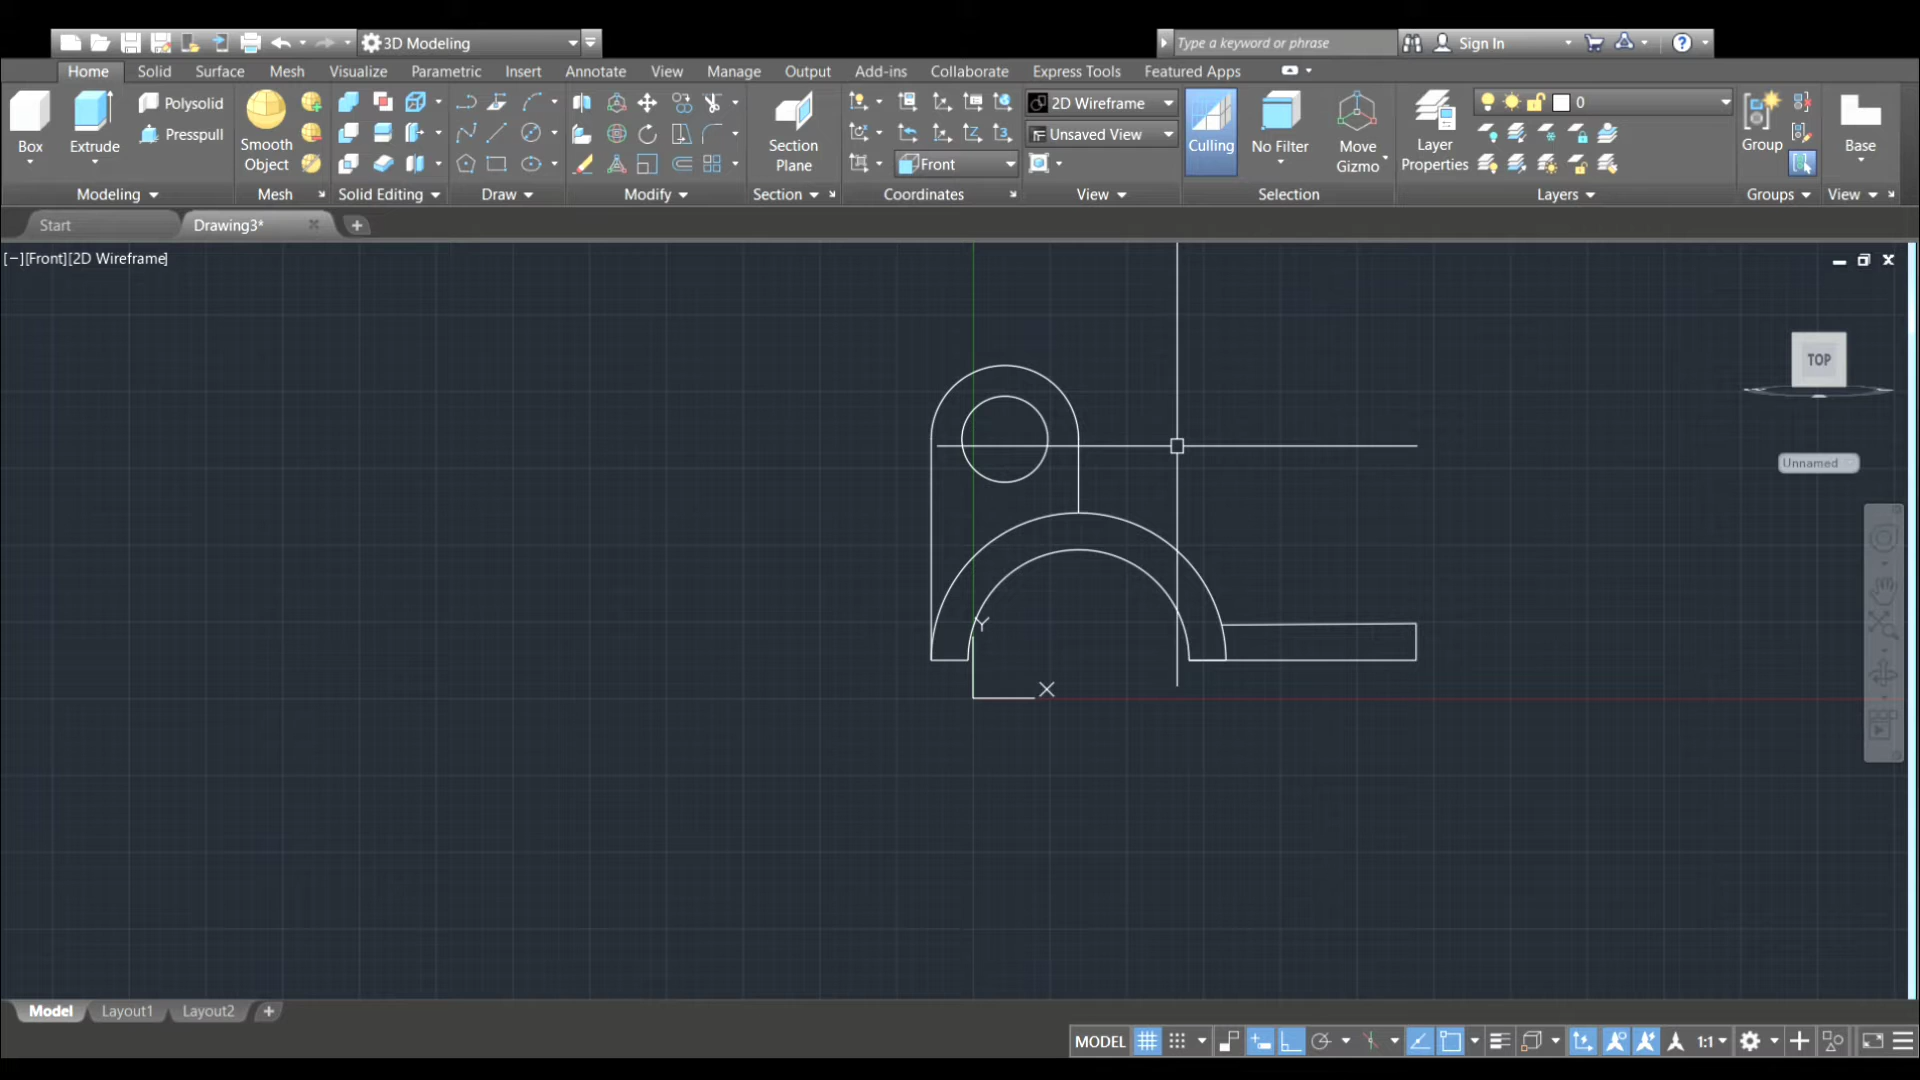 3D Modeling
Type a keyword or phrase
Sign In
?
Home Solid Surface Mesh Visualize Parametric Insert Annotate View Manage Output Add-ins Collaborate Express Tools Featured Apps
Box
Extrude
Polysolid
Presspull
Smooth
Object
Section
Plane
Front
2D Wireframe
Unsaved View
Culling
No Filter
Move
Gizmo
Layer
Properties
0
Group
Base
Modeling Mesh Solid Editing Draw Modify Section Coordinates View Selection Layers Groups View
Start Drawing3* +
[−][Front][2D Wireframe]
TOP
Unnamed
Y
X
Model Layout1 Layout2 +
MODEL 1:1